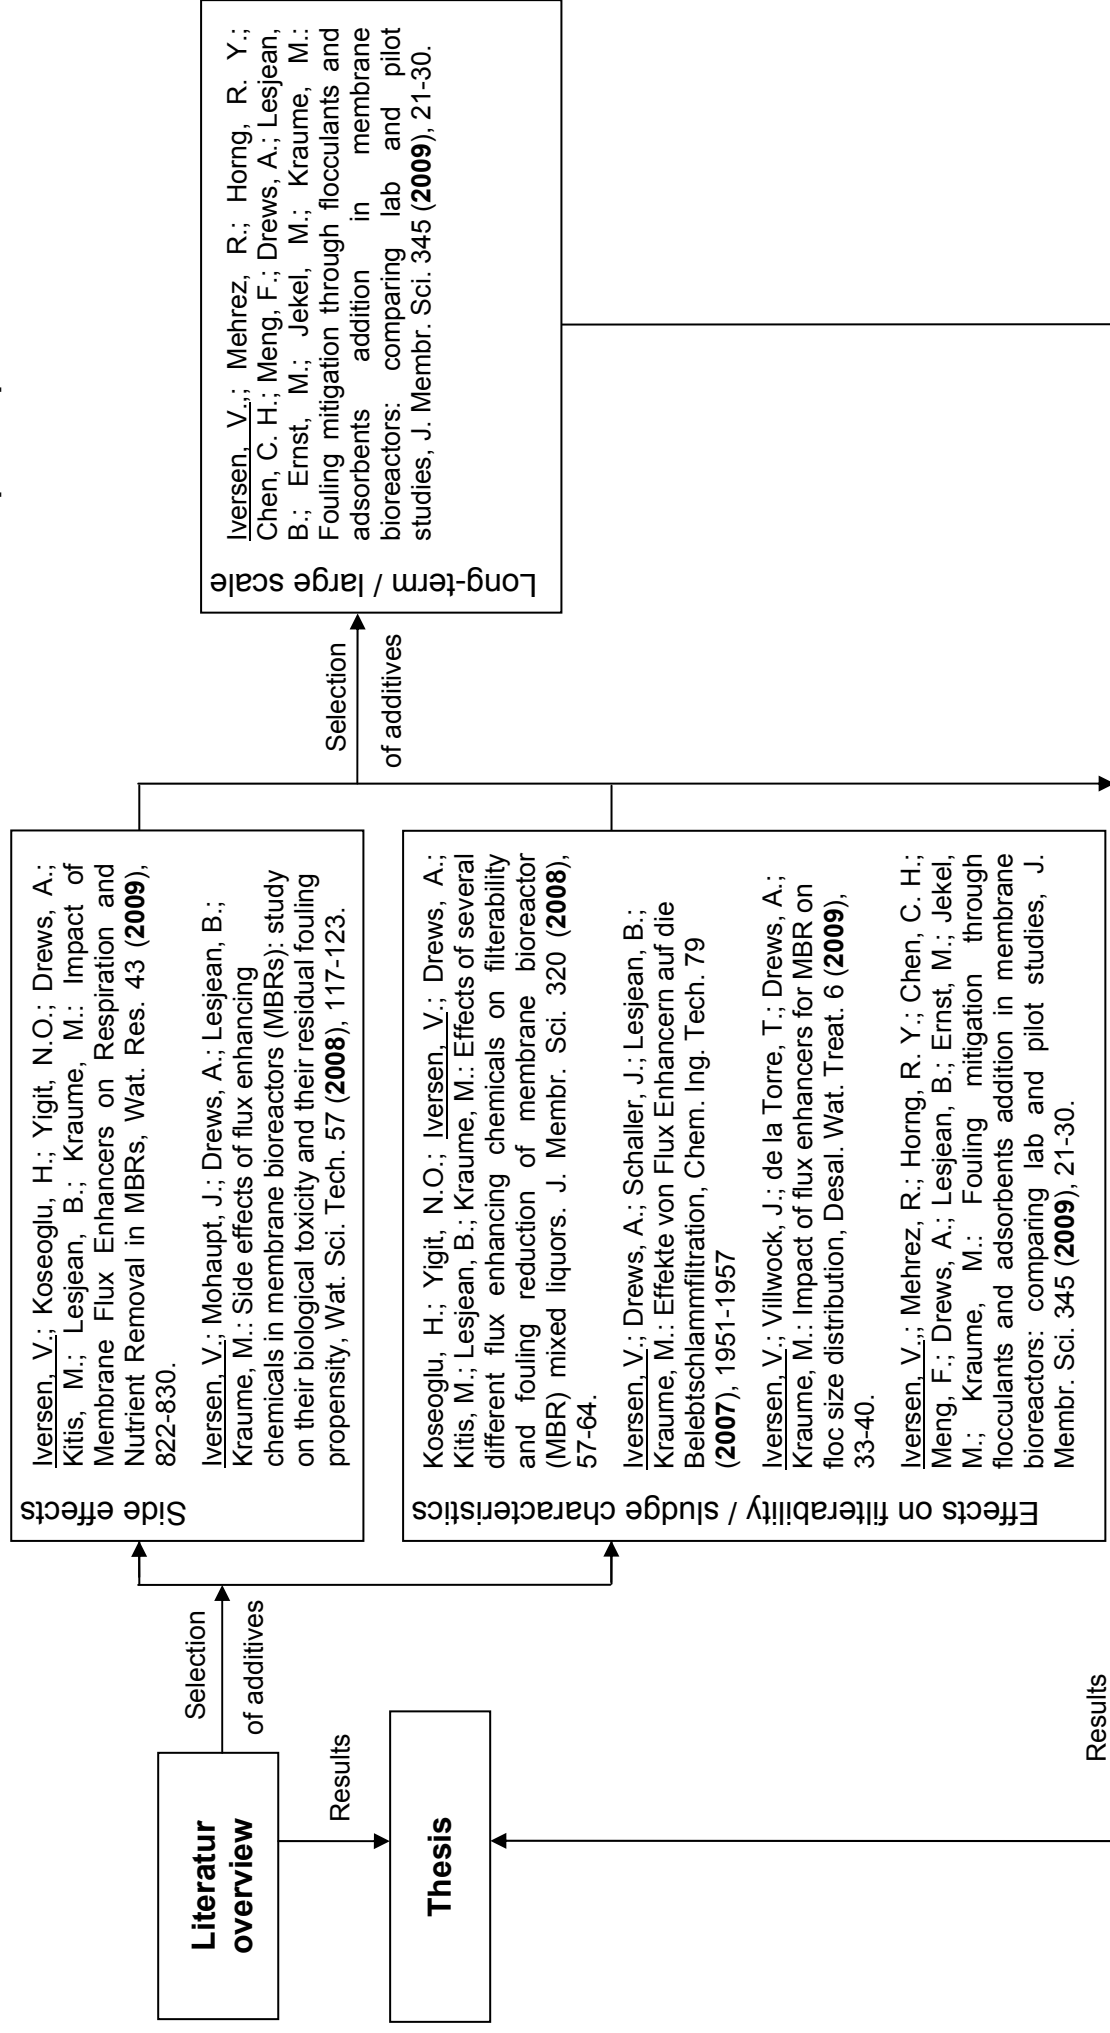 Literatur
overview
Selection
of additives
Results
Thesis
Side effects
Iversen, V.; Koseoglu, H.; Yigit, N.O.; Drews, A.;
Kitis, M.; Lesjean, B.; Kraume, M.: Impact of
Membrane Flux Enhancers on Respiration and
Nutrient Removal in MBRs, Wat. Res. 43 (2009),
822-830.
Iversen, V.; Mohaupt, J.; Drews, A.; Lesjean, B.;
Kraume, M.: Side effects of flux enhancing
chemicals in membrane bioreactors (MBRs): study
on their biological toxicity and their residual fouling
propensity, Wat. Sci. Tech. 57 (2008), 117-123.
Effects on filterability / sludge characteristics
Koseoglu, H.; Yigit, N.O.; Iversen, V.; Drews, A.;
Kitis, M.; Lesjean, B.; Kraume, M.: Effects of several
different flux enhancing chemicals on filterability
and fouling reduction of membrane bioreactor
(MBR) mixed liquors. J. Membr. Sci. 320 (2008),
57-64.
Iversen, V.; Drews, A.; Schaller, J.; Lesjean, B.;
Kraume, M.: Effekte von Flux Enhancern auf die
Belebtschlammfiltration, Chem. Ing. Tech. 79
(2007), 1951-1957
Iversen, V.; Villwock, J.; de la Torre, T.; Drews, A.;
Kraume, M.: Impact of flux enhancers for MBR on
floc size distribution, Desal. Wat. Treat. 6 (2009),
33-40.
Iversen, V.,; Mehrez, R.; Horng, R. Y.; Chen, C. H.;
Meng, F.; Drews, A.; Lesjean, B.; Ernst, M.; Jekel,
M.; Kraume, M.: Fouling mitigation through
flocculants and adsorbents addition in membrane
bioreactors: comparing lab and pilot studies, J.
Membr. Sci. 345 (2009), 21-30.
Selection
of additives
Long-term / large scale
Iversen, V.,; Mehrez, R.; Horng, R. Y.;
Chen, C. H.; Meng, F.; Drews, A.; Lesjean,
B.; Ernst, M.; Jekel, M.; Kraume, M.:
Fouling mitigation through flocculants and
adsorbents addition in membrane
bioreactors: comparing lab and pilot
studies, J. Membr. Sci. 345 (2009), 21-30.
Results